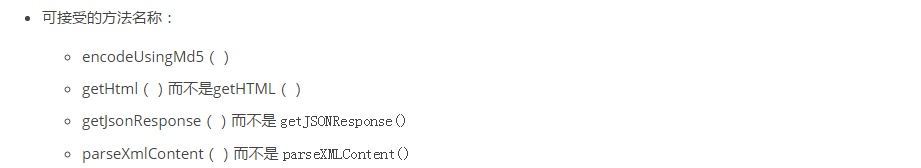 可接受的方法名称：
encodeUsingMd5（ ）
getHtml（ ）而不是getHTML（ ）
getJsonResponse（ ）而不是 getJSONResponse()
parseXmlContent（ ）而不是 parseXMLContent()